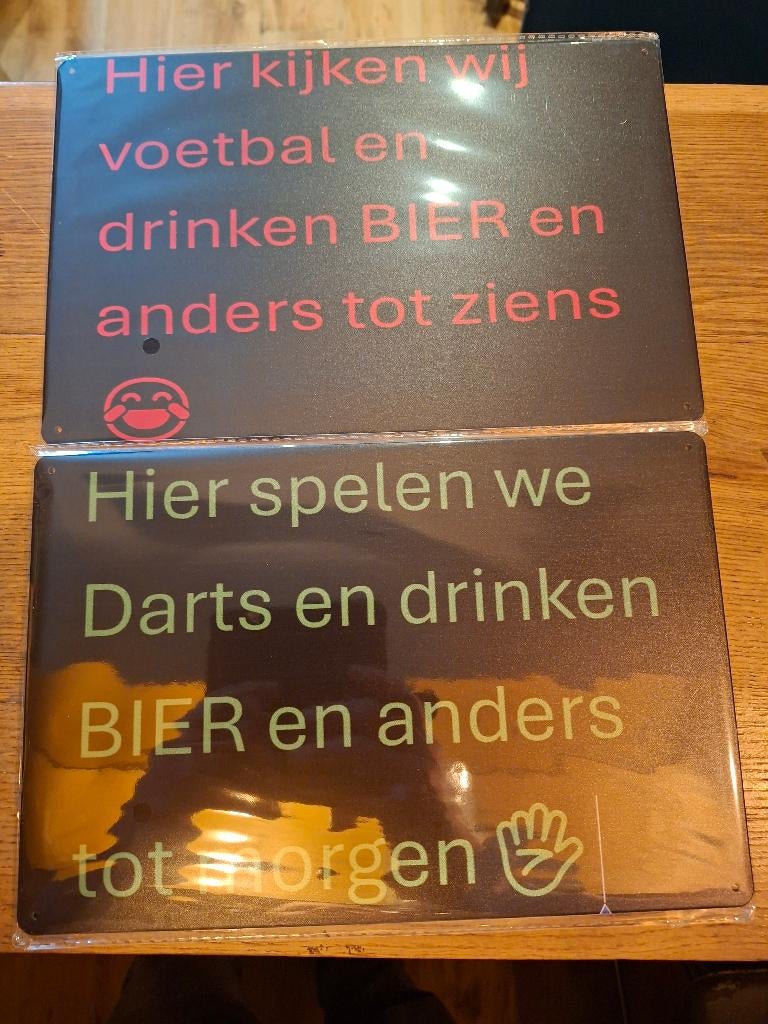 Hier kijken wij
voetbal en
drinken BIER en
anders tot ziens
Hier spelen we
Darts en drinken
BIER en anders
tot morgen